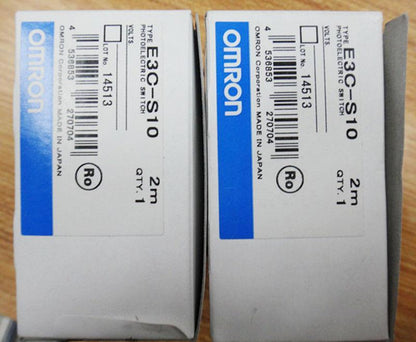 TYPE E3C-S10 2m
PHOTOELECTRIC SWITCH QTY. 1
VOLTS
LOT No. 14513
4 536853 270704
Ro
OMRON Corporation MADE IN JAPAN
OMRON
TYPE E3C-S10 2m
PHOTOELECTRIC SWITCH QTY. 1
VOLTS
LOT No. 14513
4 536853 270704
Ro
OMRON Corporation MADE IN JAPAN
OMRON